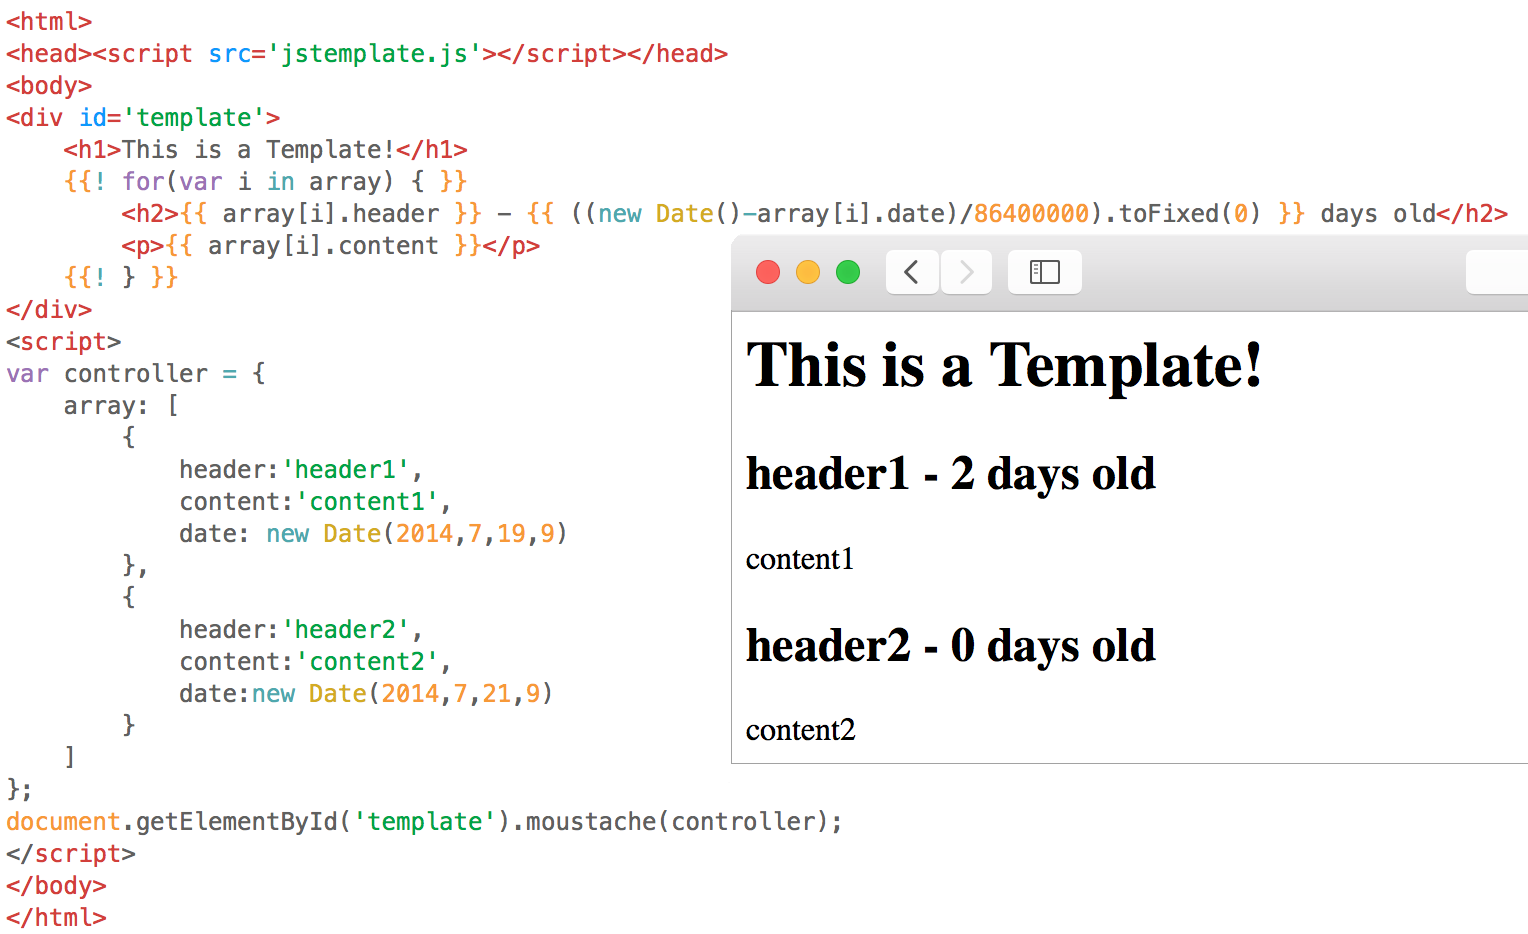 <html>
<head><script src='jstemplate.js'></script></head>
<body>
<div id='template'>
    <h1>This is a Template!</h1>
    {{! for(var i in array) { }}
        <h2>{{ array[i].header }} - {{ ((new Date()-array[i].date)/86400000).toFixed(0) }} days old</h2>
        <p>{{ array[i].content }}</p>
    {{! } }}
</div>
<script>
var controller = {
    array: [
        {
            header:'header1',
            content:'content1',
            date: new Date(2014,7,19,9)
        },
        {
            header:'header2',
            content:'content2',
            date:new Date(2014,7,21,9)
        }
    ]
};
document.getElementById('template').moustache(controller);
</script>
</body>
</html>
This is a Template!
header1 - 2 days old
content1
header2 - 0 days old
content2